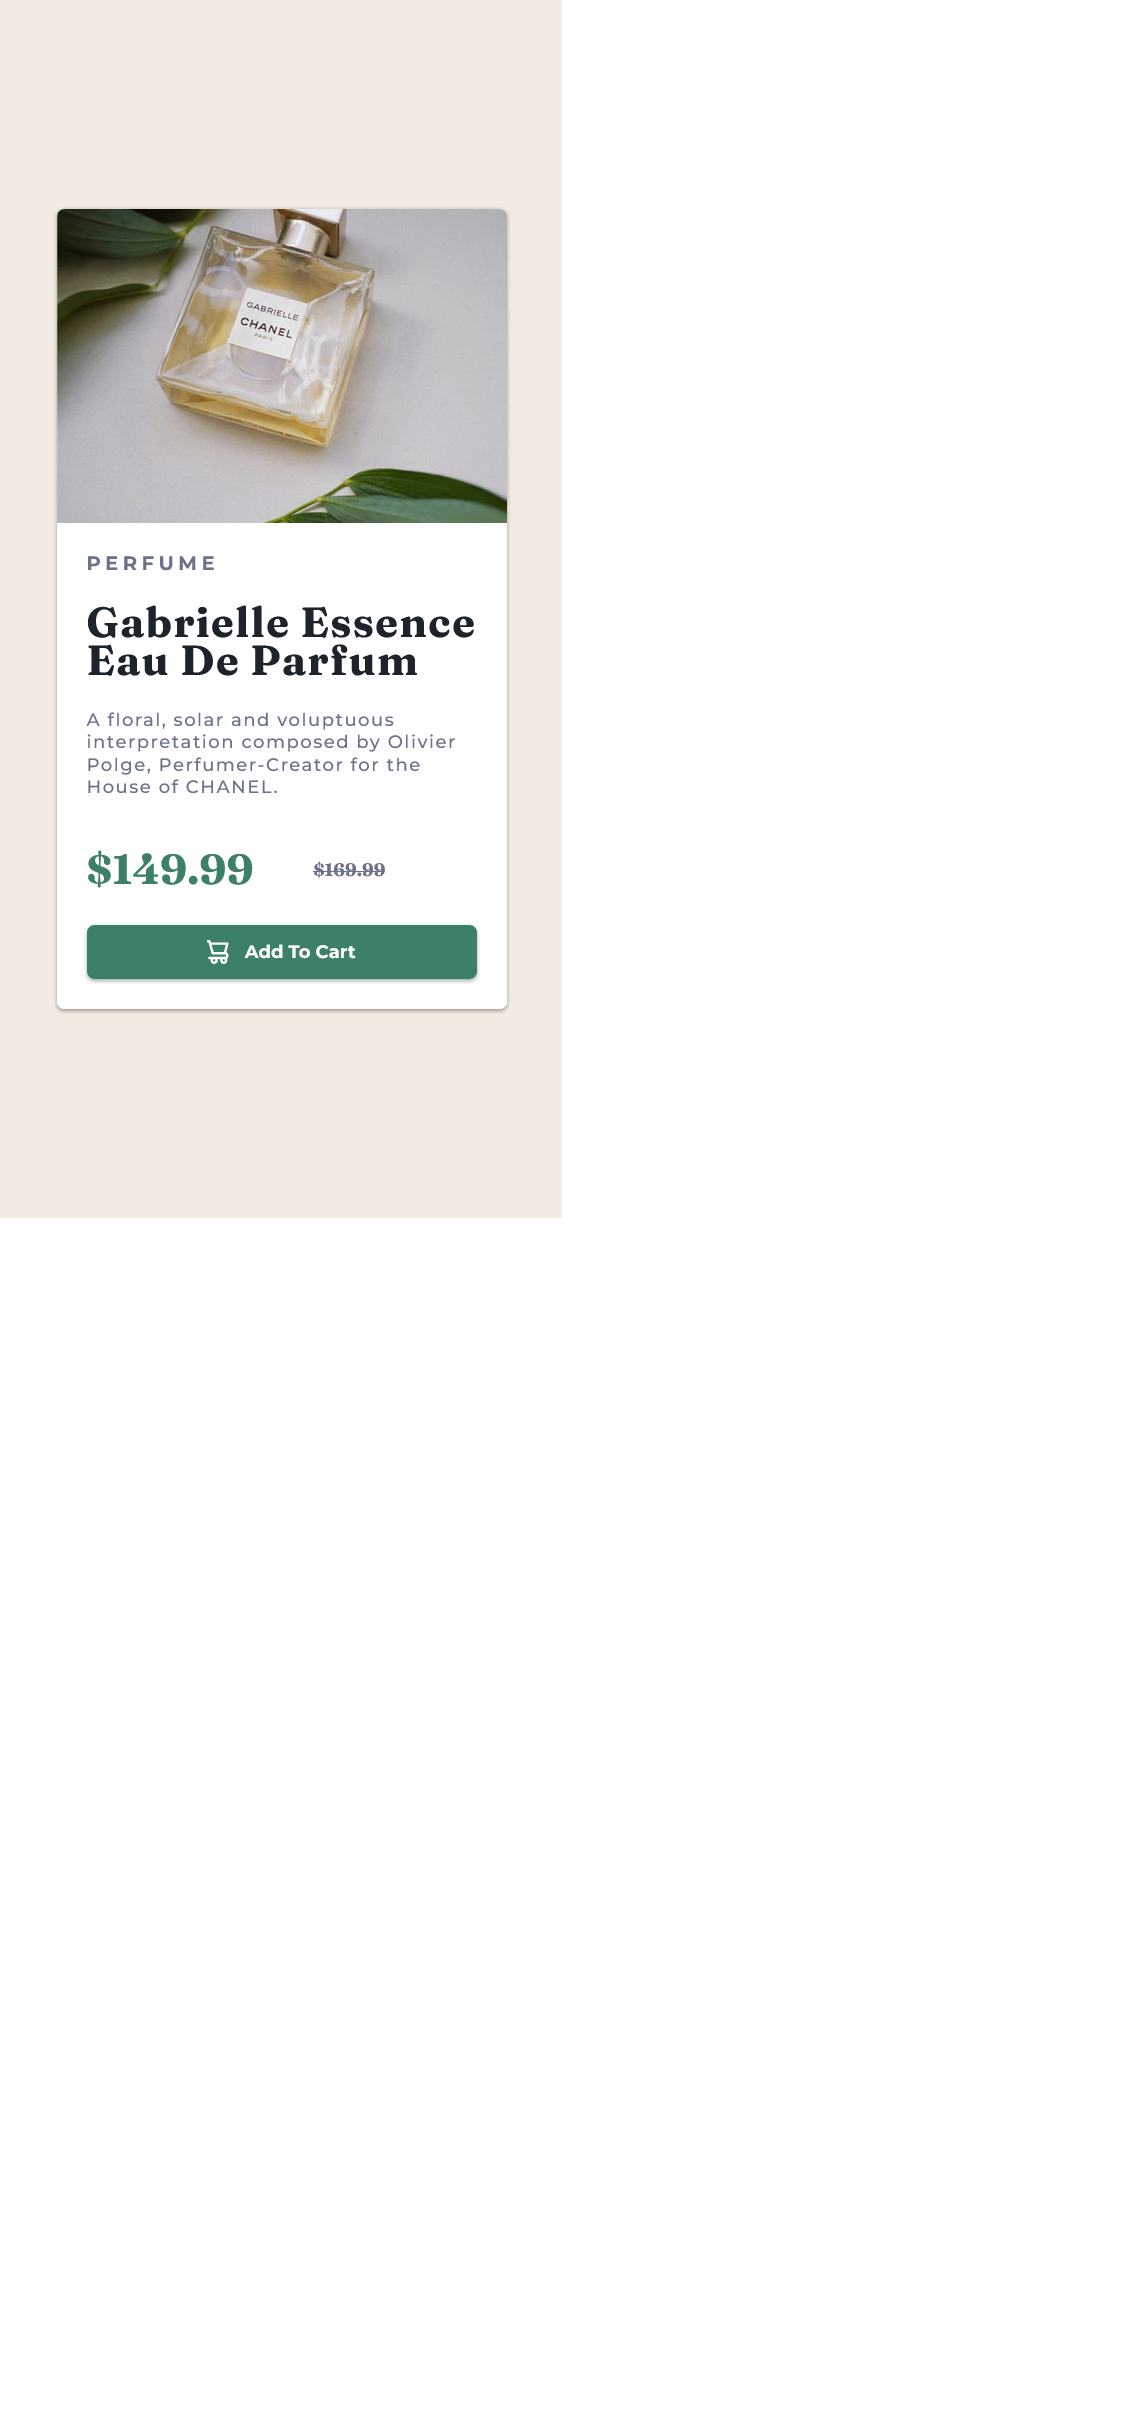 GABRIELLE
CHANEL
PARIS
PERFUME
Gabrielle Essence
Eau De Parfum
A floral, solar and voluptuous
interpretation composed by Olivier
Polge, Perfumer-Creator for the
House of CHANEL.
$149.99 $169.99
Add To Cart